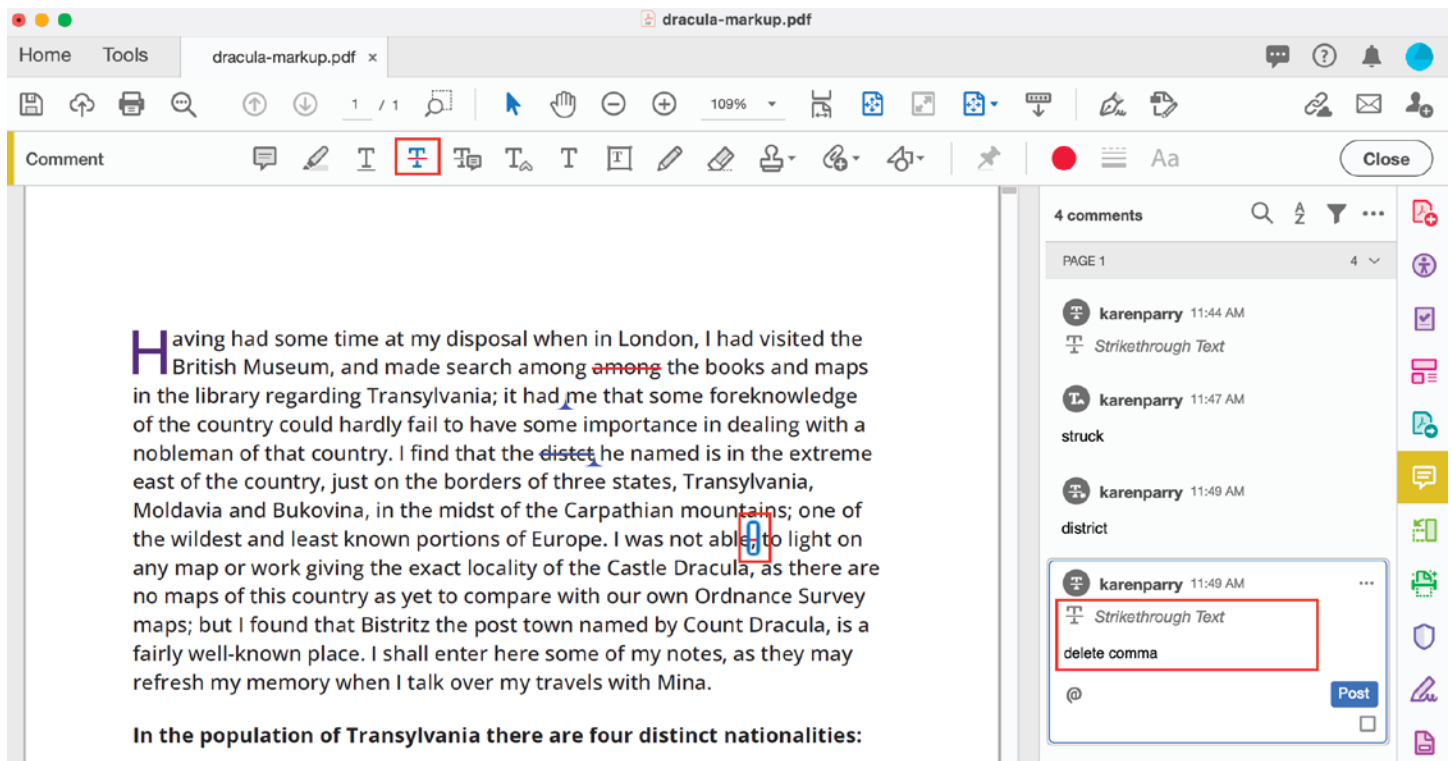 dracula-markup.pdf
Home Tools dracula-markup.pdf ×
1 / 1 109%
Comment Aa Close
4 comments
PAGE 1 4
karenparry 11:44 AM
Strikethrough Text
karenparry 11:47 AM
struck
karenparry 11:49 AM
district
karenparry 11:49 AM
Strikethrough Text
delete comma
@ Post
Having had some time at my disposal when in London, I had visited the
British Museum, and made search among among the books and maps
in the library regarding Transylvania; it had me that some foreknowledge
of the country could hardly fail to have some importance in dealing with a
nobleman of that country. I find that the distct he named is in the extreme
east of the country, just on the borders of three states, Transylvania,
Moldavia and Bukovina, in the midst of the Carpathian mountains; one of
the wildest and least known portions of Europe. I was not able, to light on
any map or work giving the exact locality of the Castle Dracula, as there are
no maps of this country as yet to compare with our own Ordnance Survey
maps; but I found that Bistritz the post town named by Count Dracula, is a
fairly well-known place. I shall enter here some of my notes, as they may
refresh my memory when I talk over my travels with Mina.
In the population of Transylvania there are four distinct nationalities: